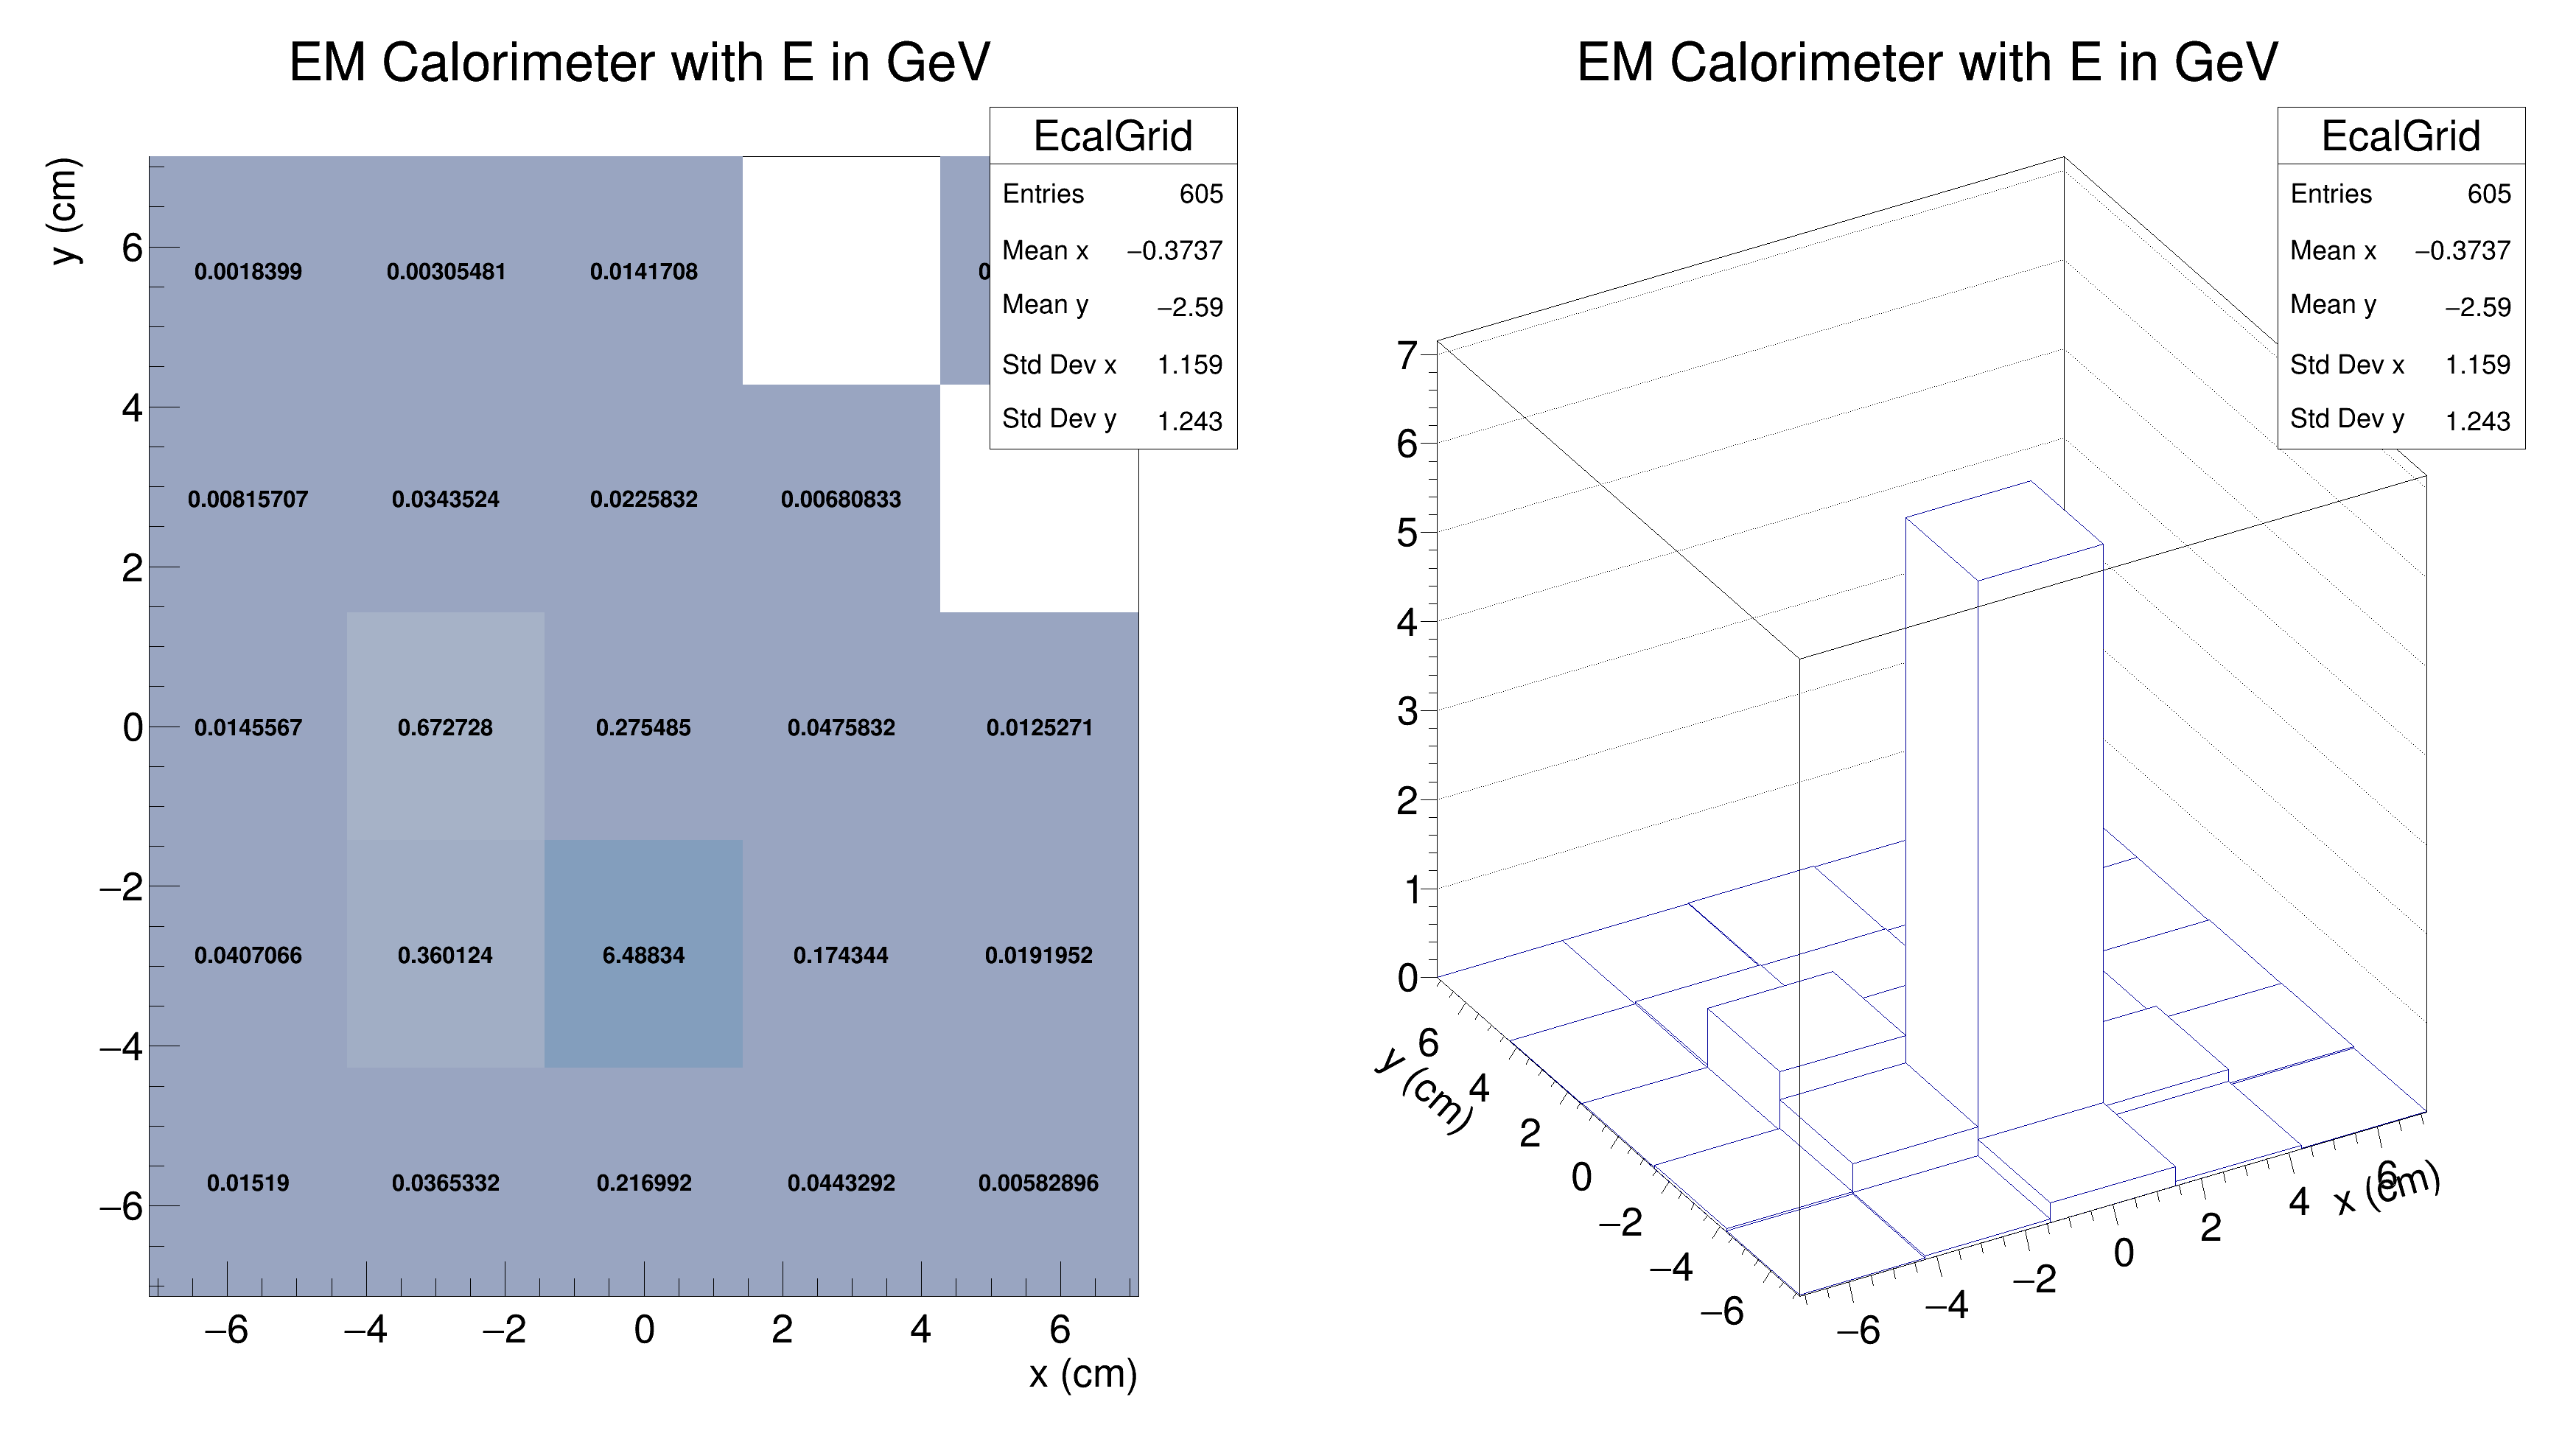 EM Calorimeter with E in GeV
EcalGrid
Entries 605
Mean x −0.3737
Mean y −2.59
Std Dev x 1.159
Std Dev y 1.243
y (cm)
6
4
2
0
−2
−4
−6
0.0018399 0.00305481 0.0141708
0.00815707 0.0343524 0.0225832 0.00680833
0.0145567 0.672728 0.275485 0.0475832 0.0125271
0.0407066 0.360124 6.48834 0.174344 0.0191952
0.01519 0.0365332 0.216992 0.0443292 0.00582896
−6 −4 −2 0 2 4 6
x (cm)
EM Calorimeter with E in GeV
EcalGrid
Entries 605
Mean x −0.3737
Mean y −2.59
Std Dev x 1.159
Std Dev y 1.243
7
6
5
4
3
2
1
0
y (cm)
6
4
2
0
−2
−4
−6
−6
−4
−2
0
2
4
6
x (cm)